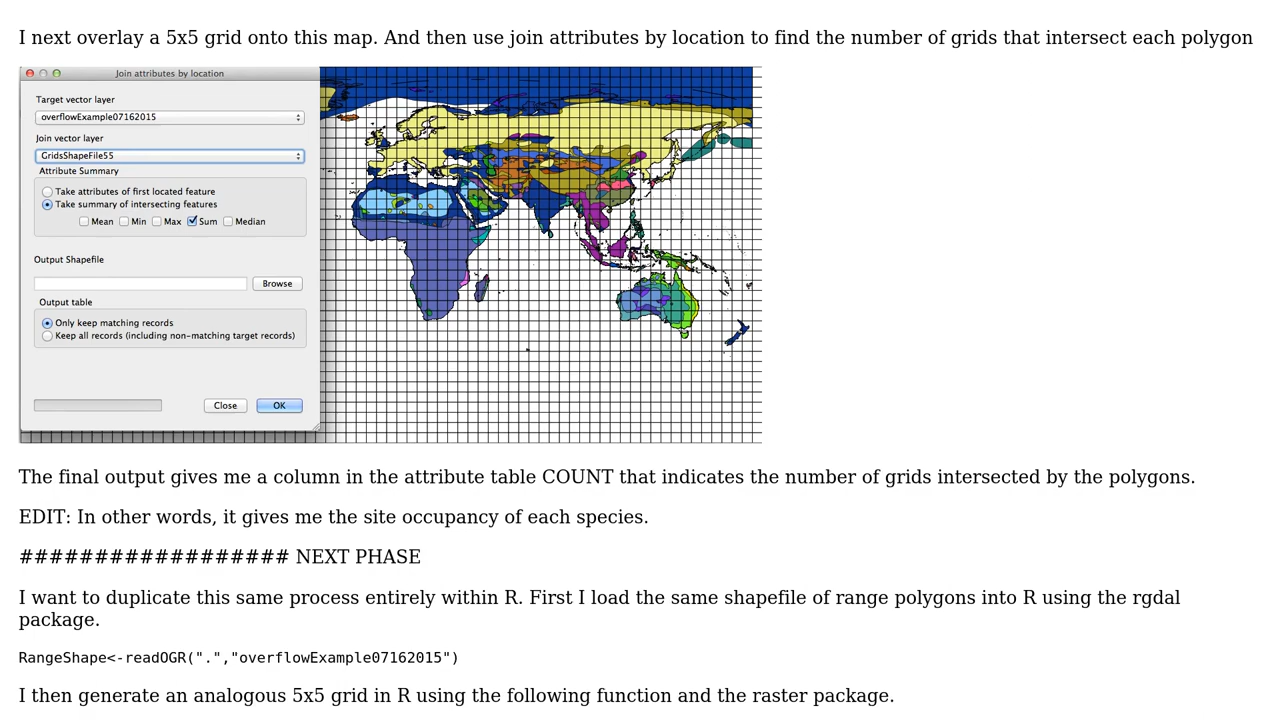 I next overlay a 5x5 grid onto this map. And then use join attributes by location to find the number of grids that intersect each polygon
Join attributes by location
Target vector layer
overflowExample07162015
Join vector layer
GridsShapeFile55
Attribute Summary
Take attributes of first located feature
Take summary of intersecting features
Mean Min Max Sum Median
Output Shapefile
Browse
Output table
Only keep matching records
Keep all records (including non-matching target records)
Close OK
The final output gives me a column in the attribute table COUNT that indicates the number of grids intersected by the polygons.
EDIT: In other words, it gives me the site occupancy of each species.
################## NEXT PHASE
I want to duplicate this same process entirely within R. First I load the same shapefile of range polygons into R using the rgdal
package.
RangeShape<-readOGR(".","overflowExample07162015")
I then generate an analogous 5x5 grid in R using the following function and the raster package.